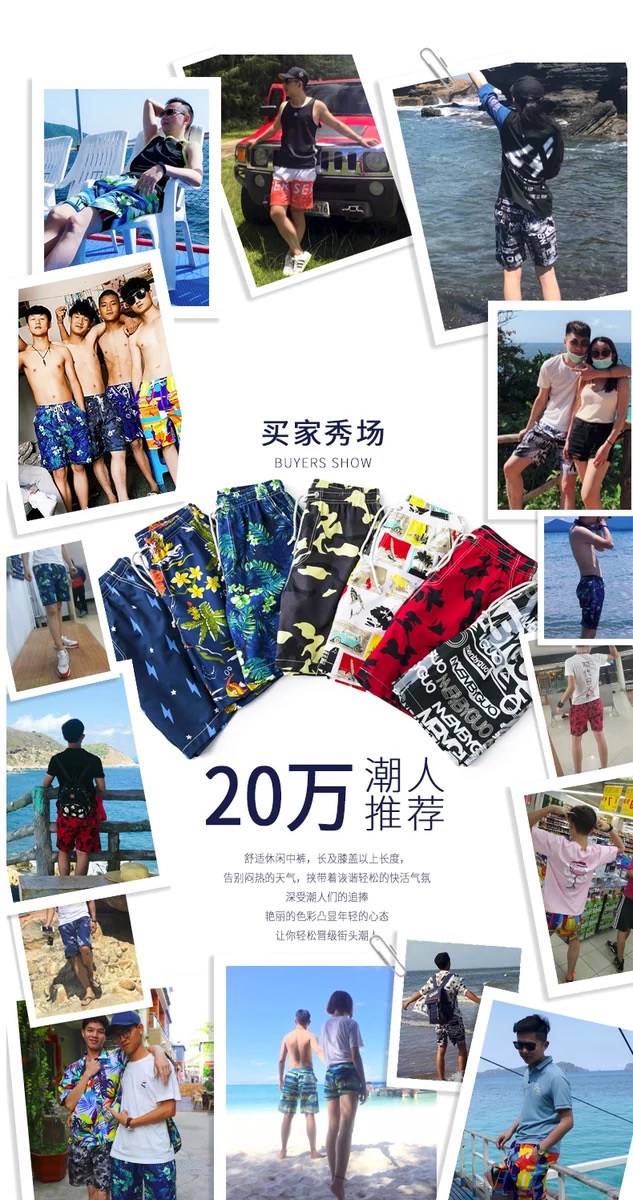 买家秀场
BUYERS SHOW
INVENBYGUO
20万
潮人
推荐
舒适休闲中裤，长及膝盖以上长度，
告别闷热的天气，挟带着诙谐轻松的快活气氛
深受潮人们的追捧
艳丽的色彩凸显年轻的心态
让你轻松晋级街头潮人